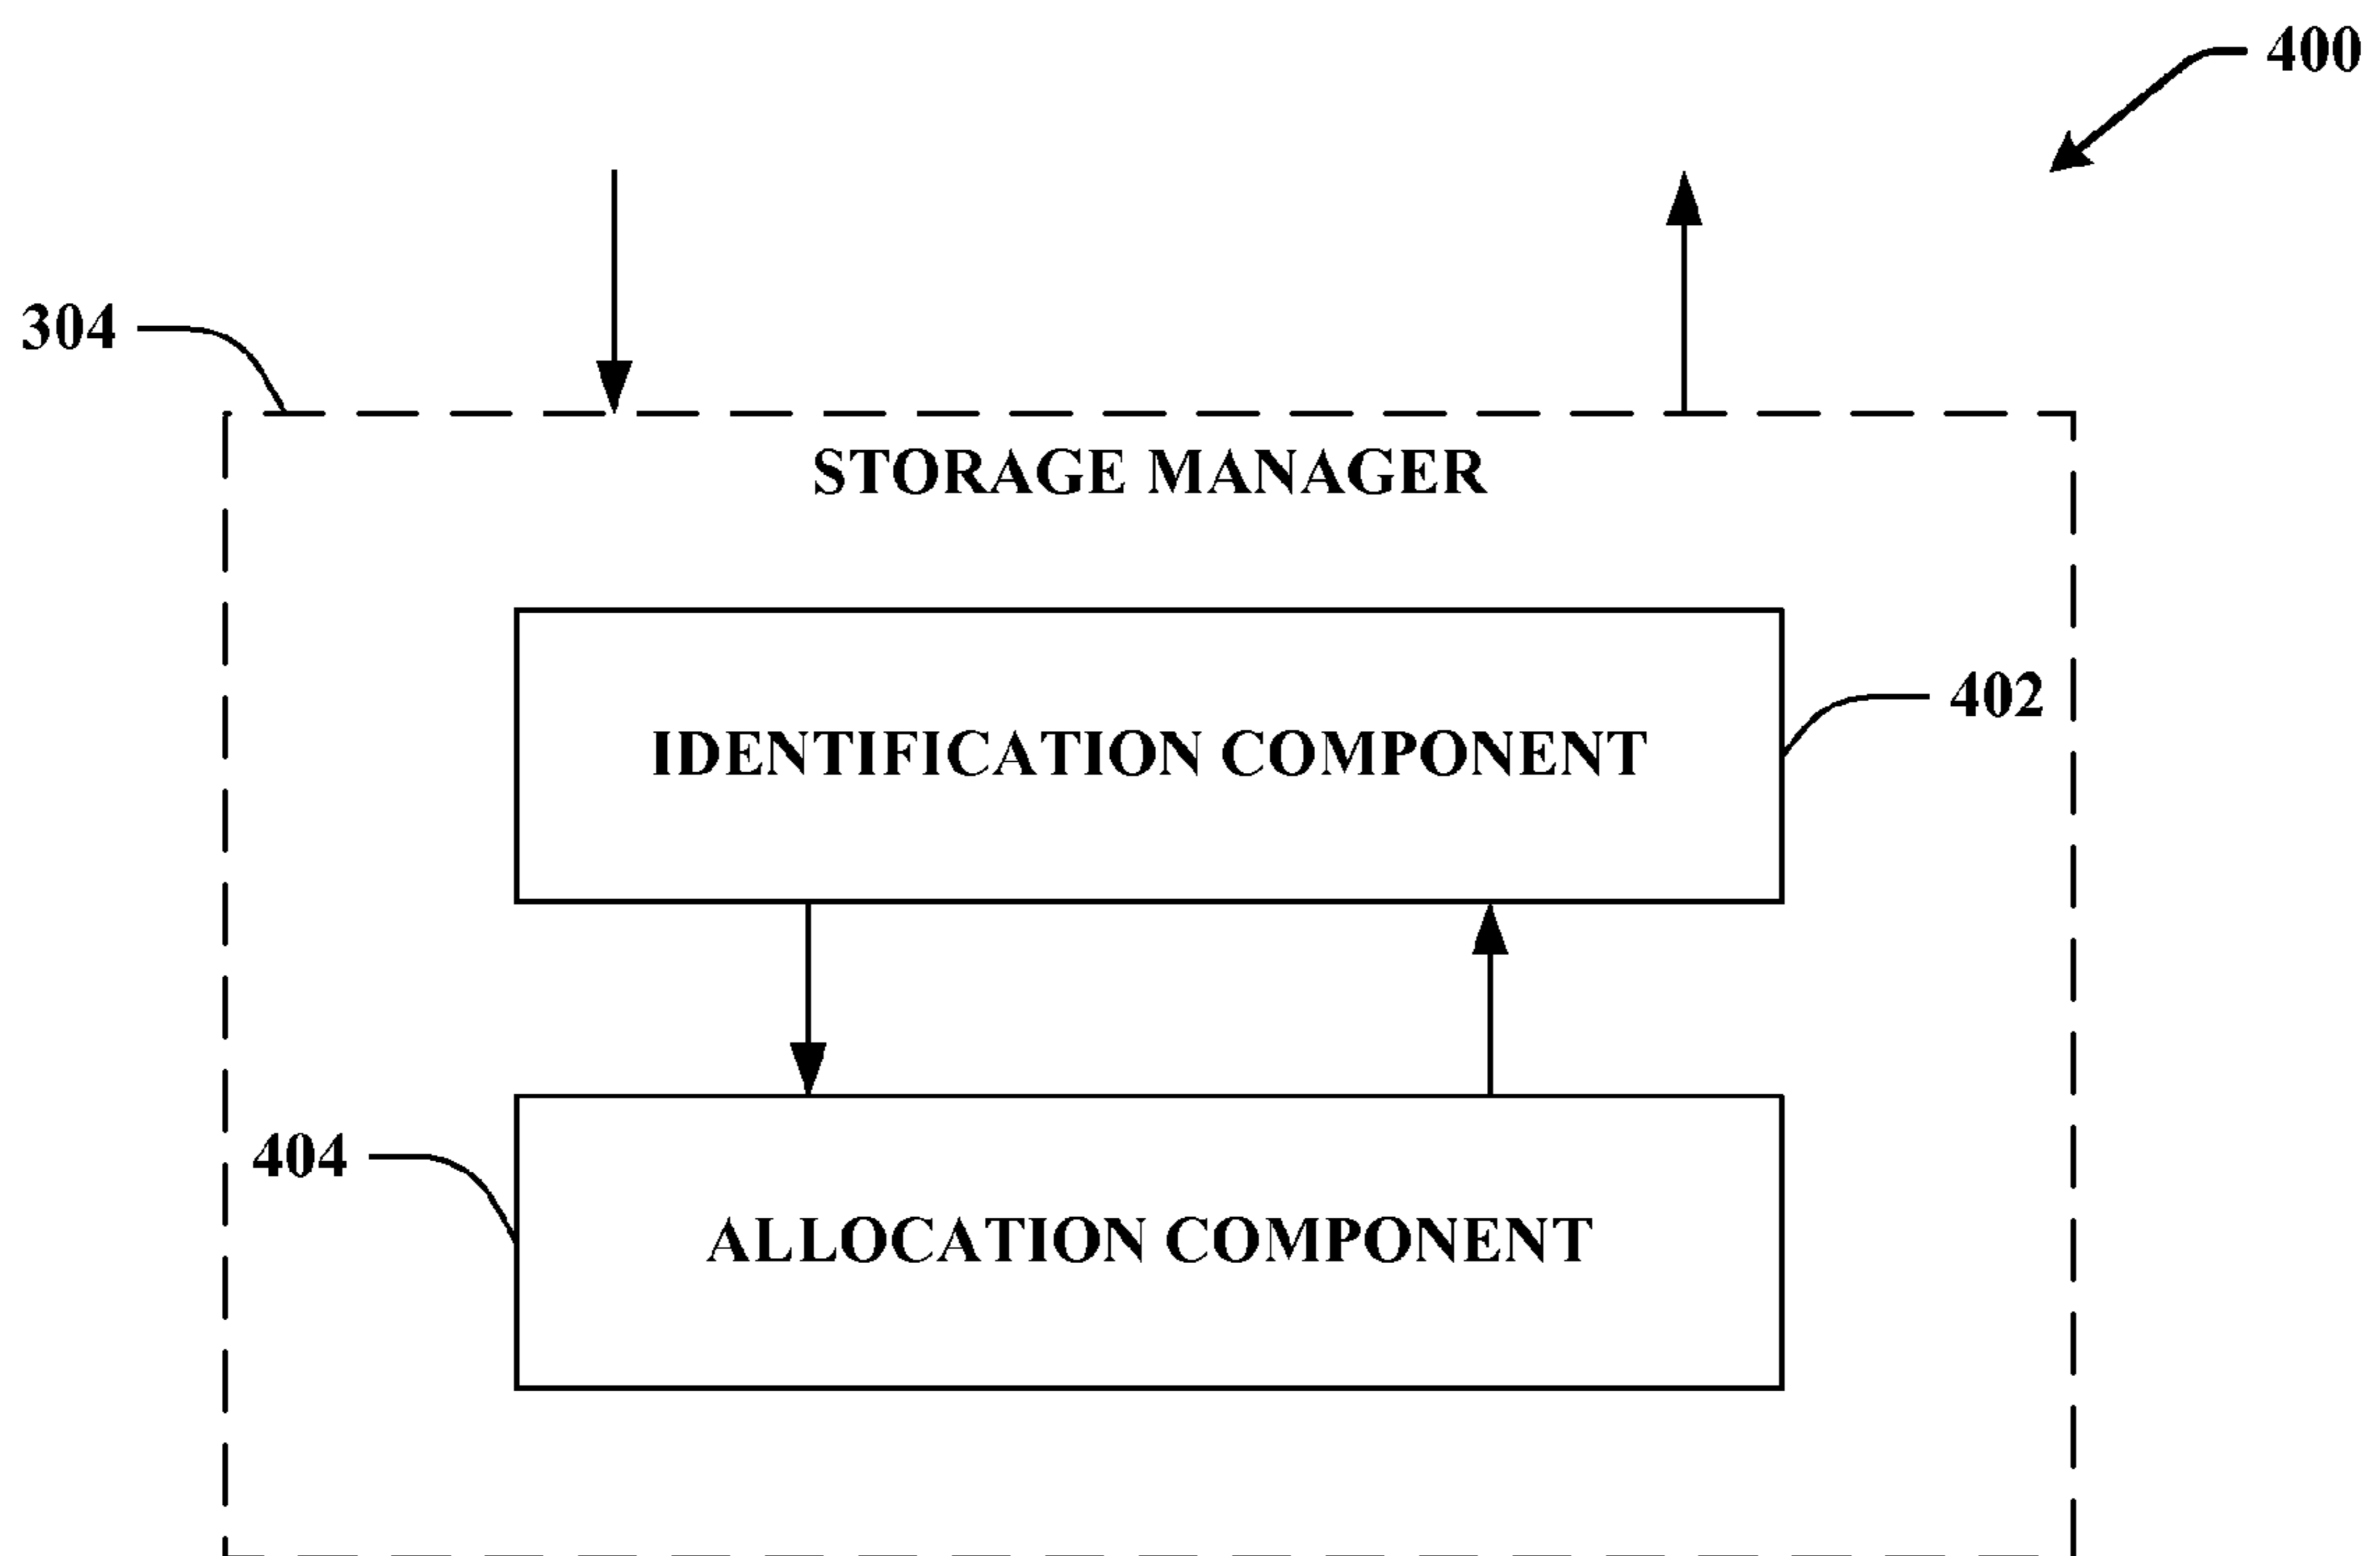 400
304
STORAGE MANAGER
402
IDENTIFICATION COMPONENT
404
ALLOCATION COMPONENT